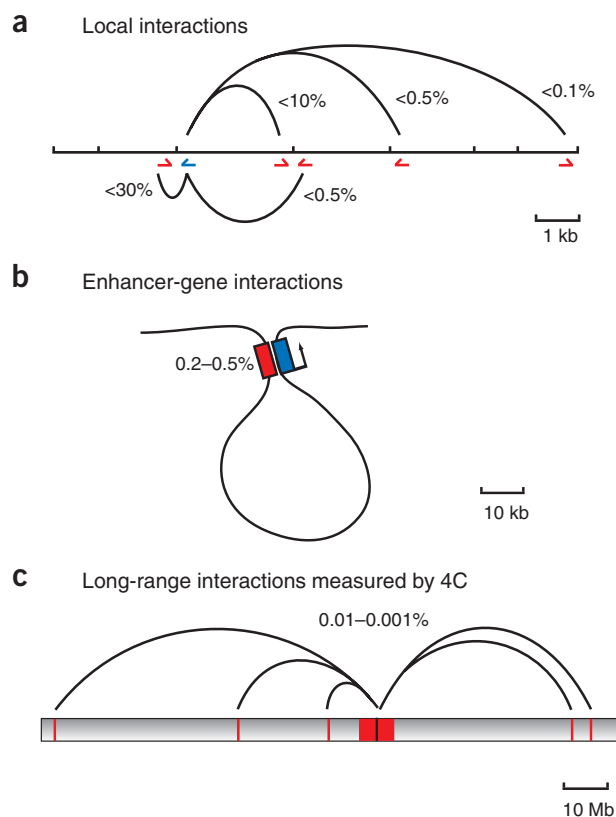 a Local interactions
<10%
<0.5%
<0.1%
<30%
<0.5%
1 kb
b Enhancer-gene interactions
0.2–0.5%
10 kb
c Long-range interactions measured by 4C
0.01–0.001%
10 Mb